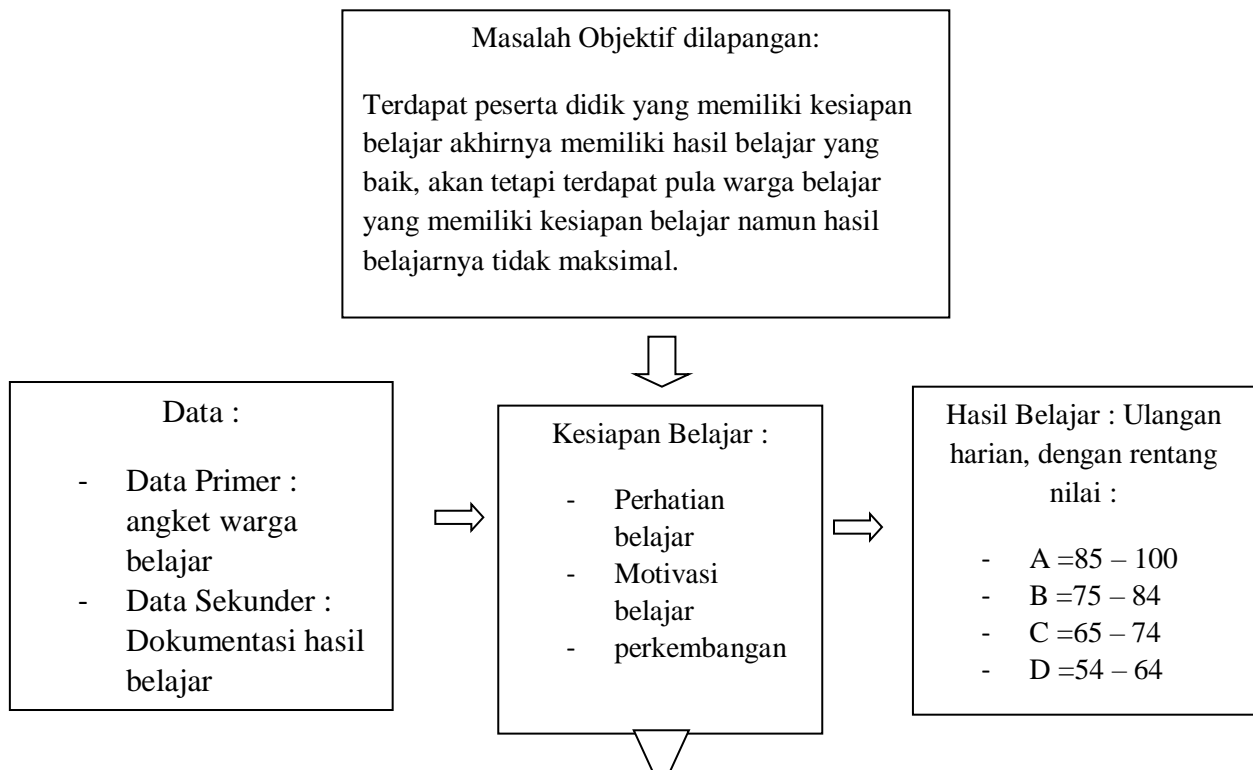 Masalah Objektif dilapangan:
Terdapat peserta didik yang memiliki kesiapan
belajar akhirnya memiliki hasil belajar yang
baik, akan tetapi terdapat pula warga belajar
yang memiliki kesiapan belajar namun hasil
belajarnya tidak maksimal.
Data :
- Data Primer :
angket warga
belajar
- Data Sekunder :
Dokumentasi hasil
belajar
Kesiapan Belajar :
- Perhatian
belajar
- Motivasi
belajar
- perkembangan
Hasil Belajar : Ulangan
harian, dengan rentang
nilai :
- A =85 – 100
- B =75 – 84
- C =65 – 74
- D =54 – 64